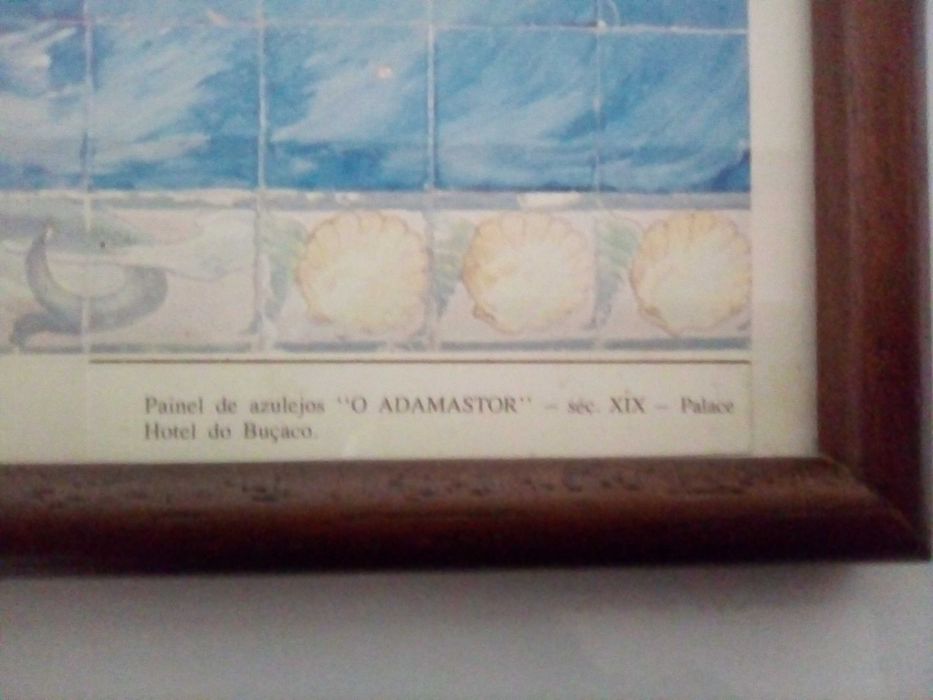 Painel de azulejos "O ADAMASTOR" – séc. XIX – Palace
Hotel do Buçaco.